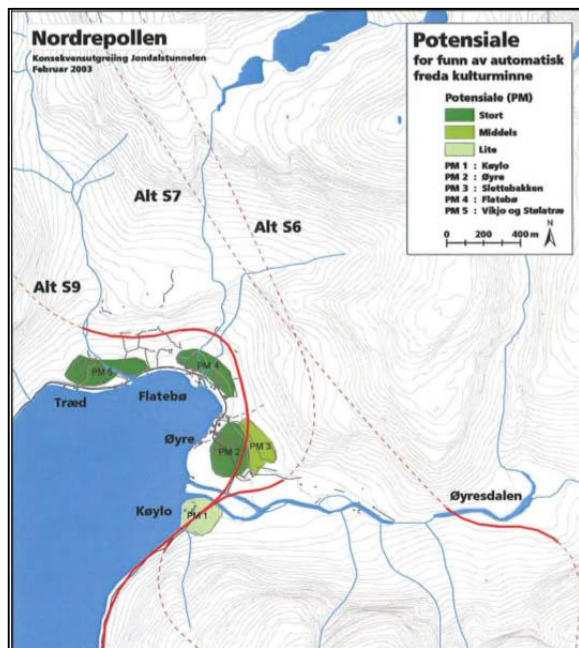 Nordrepollen
Konsekvensutgreiing Jondalstunnelen
Februar 2003
Potensiale
for funn av automatisk
freda kulturminne
Potensiale (PM)
Stort
Middels
Lite
PM 1 : Køylo
PM 2 : Øyre
PM 3 : Slettebakken
PM 4 : Flatebø
PM 5 : Vikjo og Stølatræ
N
0 200 400 m
Alt S7
Alt S6
Alt S9
PM 5
PM 4
Træd
Flatebø
Øyre
PM 2
PM 3
Øyresdalen
Køylo
PM 1